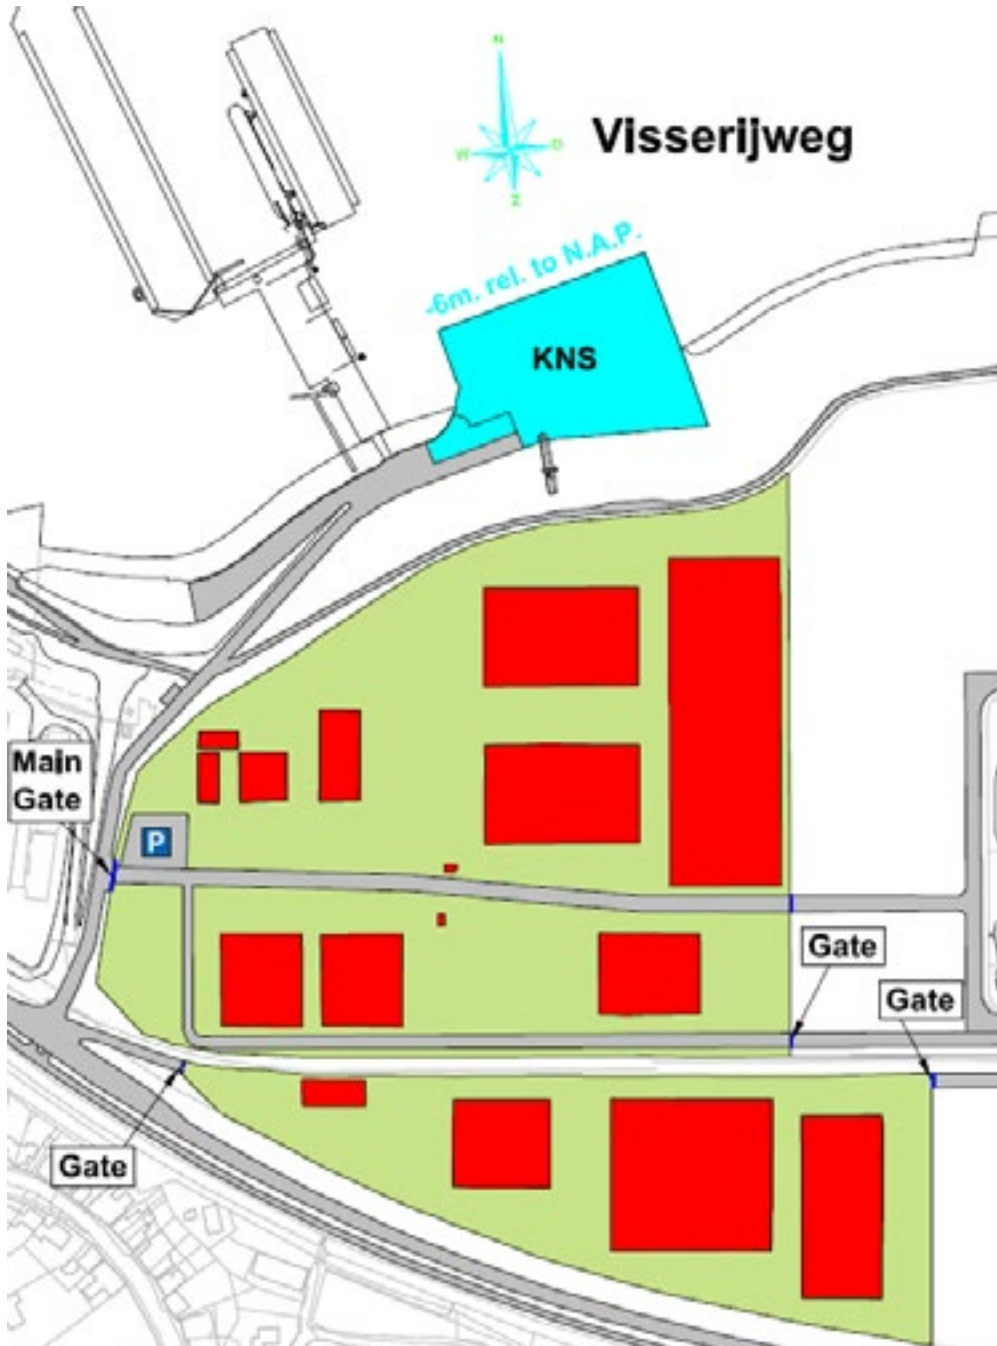 N
W
O
Z
Visserijweg
-6m. rel. to N.A.P.
KNS
Main
Gate
P
Gate
Gate
Gate